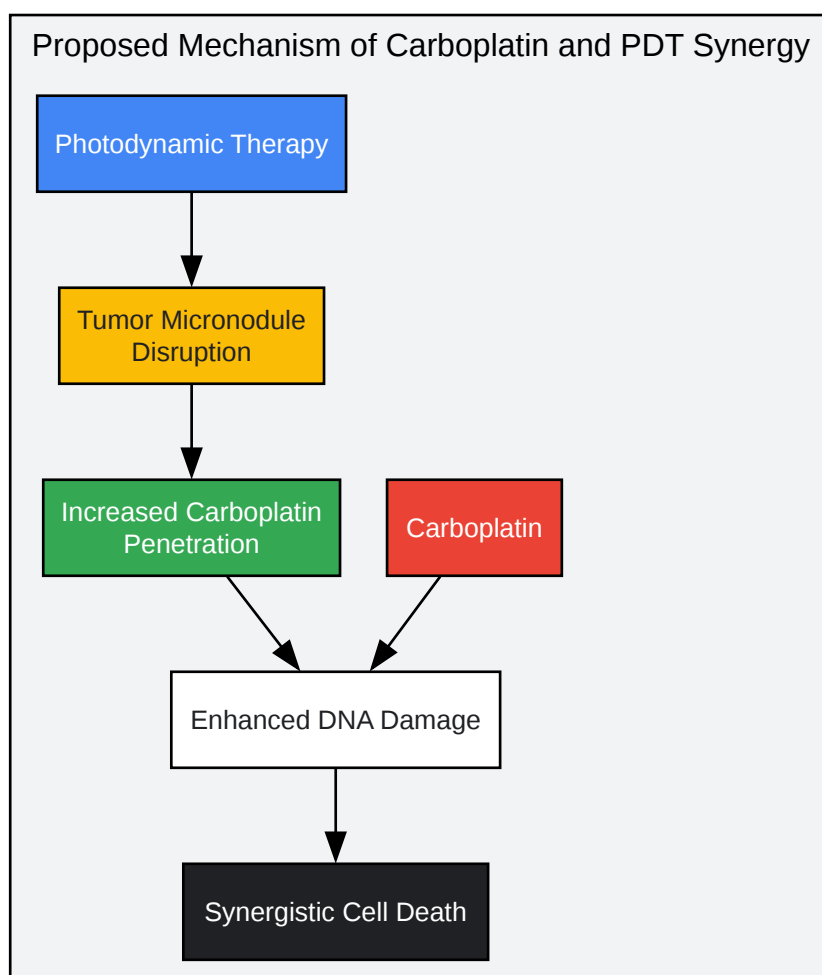 Proposed Mechanism of Carboplatin and PDT Synergy
Photodynamic Therapy
Tumor Micronodule
Disruption
Increased Carboplatin
Penetration
Carboplatin
Enhanced DNA Damage
Synergistic Cell Death